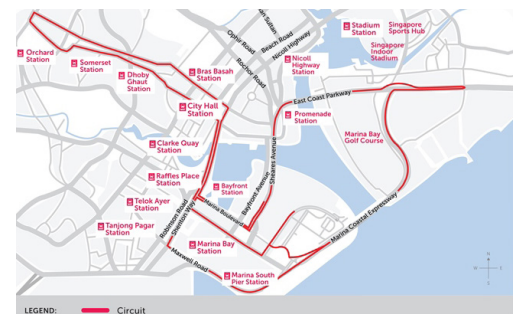 Orchard
Station
Somerset
Station
Dhoby
Ghaut
Station
Bras Basah
Station
City Hall
Station
Clarke Quay
Station
Raffles Place
Station
Telok Ayer
Station
Tanjong Pagar
Station
Ophir Road
Rochor Road
Beach Road
Nicoll Highway
Sultan
Nicoll
Highway
Station
Stadium
Station
Singapore
Sports Hub
Singapore
Indoor
Stadium
East Coast Parkway
Promenade
Station
Marina Bay
Golf Course
Sheares Avenue
Bayfront
Station
Bayfront Avenue
Marina Boulevard
Robinson Road
Shenton Way
Maxwell Road
Marina Bay
Station
Marina South
Pier Station
Marina Coastal Expressway
N
W
E
S
LEGEND:
Circuit